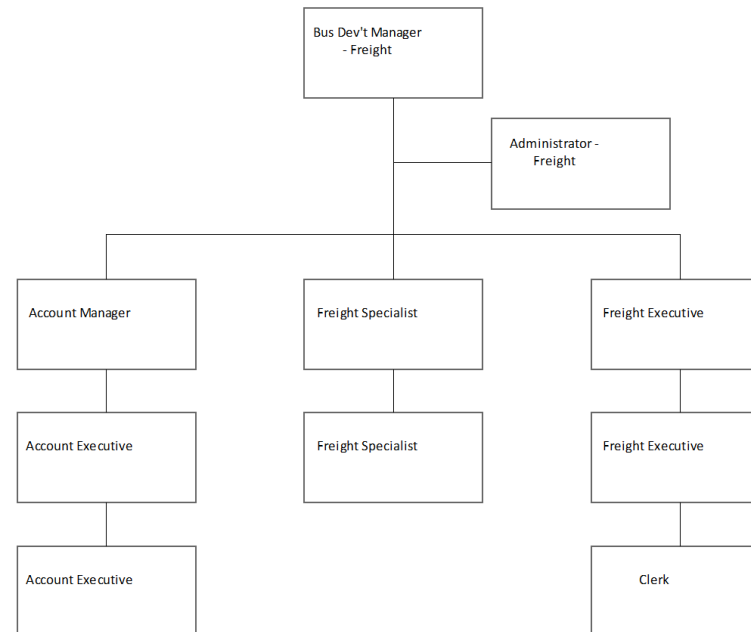 Bus Dev't Manager
- Freight
Administrator -
Freight
Account Manager
Freight Specialist
Freight Executive
Account Executive
Freight Specialist
Freight Executive
Account Executive
Clerk